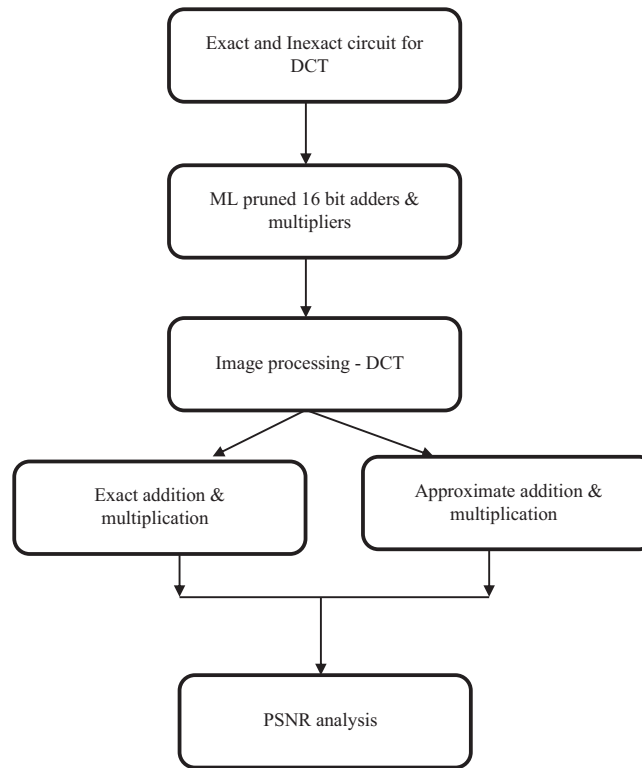 Exact and Inexact circuit for
DCT
ML pruned 16 bit adders &
multipliers
Image processing - DCT
Exact addition &
multiplication
Approximate addition &
multiplication
PSNR analysis